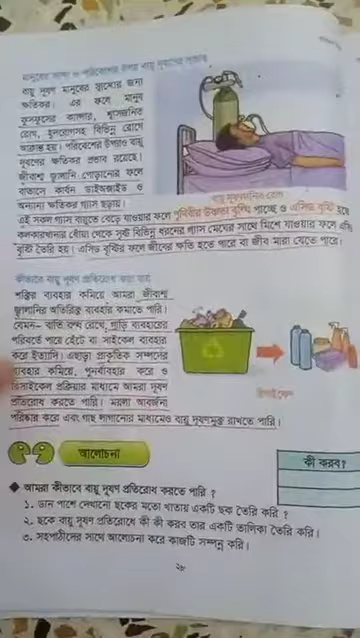 মানুষের স্বাস্থ্য ও পরিবেশের উপর বায়ু দূষণের প্রভাব
বায়ু দূষণ মানুষের স্বাস্থ্যের জন্য
ক্ষতিকর। এর ফলে মানুষ
ফুসফুসের ক্যান্সার, শ্বাসজনিত
রোগ, হৃদরোগসহ বিভিন্ন রোগে
আক্রান্ত হয়। পরিবেশের উপরও বায়ু
দূষণের ক্ষতিকর প্রভাব রয়েছে।
জীবাশ্ম জ্বালানি পোড়ানোর ফলে
বাতাসে কার্বন ডাইঅক্সাইড ও
অন্যান্য ক্ষতিকর গ্যাস ছড়ায়।
বায়ু দূষণজনিত রোগ
এই সকল গ্যাস বায়ুতে বেড়ে যাওয়ার ফলে পৃথিবীর উষ্ণতা বৃদ্ধি পাচ্ছে ও এসিড বৃষ্টি হচ্ছে
কলকারখানার ধোঁয়া থেকে সৃষ্ট বিভিন্ন ধরনের গ্যাস মেঘের সাথে মিশে যাওয়ার ফলে
বৃষ্টি তৈরি হয়। এসিড বৃষ্টির ফলে জীবের ক্ষতি হতে পারে বা জীব মারা যেতে পারে।
কীভাবে বায়ু দূষণ প্রতিরোধ করা যায়
শক্তির ব্যবহার কমিয়ে আমরা জীবাশ্ম
জ্বালানির অতিরিক্ত ব্যবহার কমাতে পারি।
যেমন– বাতি বন্ধ রেখে, গাড়ি ব্যবহারের
পরিবর্তে পায়ে হেঁটে বা সাইকেল ব্যবহার
করে ইত্যাদি। এছাড়া প্রাকৃতিক সম্পদের
ব্যবহার কমিয়ে, পুনর্ব্যবহার করে ও
রিসাইকেল প্রক্রিয়ার মাধ্যমে আমরা দূষণ
প্রতিরোধ করতে পারি। ময়লা আবর্জনা
রিসাইকেল
পরিষ্কার করে এবং গাছ লাগানোর মাধ্যমেও বায়ু দূষণমুক্ত রাখতে পারি।
আলোচনা
কী করব?
◆ আমরা কীভাবে বায়ু দূষণ প্রতিরোধ করতে পারি ?
১. ডান পাশে দেখানো ছকের মতো খাতায় একটি ছক তৈরি করি ?
২. ছকে বায়ু দূষণ প্রতিরোধে কী কী করব তার একটি তালিকা তৈরি করি।
৩. সহপাঠীদের সাথে আলোচনা করে কাজটি সম্পন্ন করি।
২৮